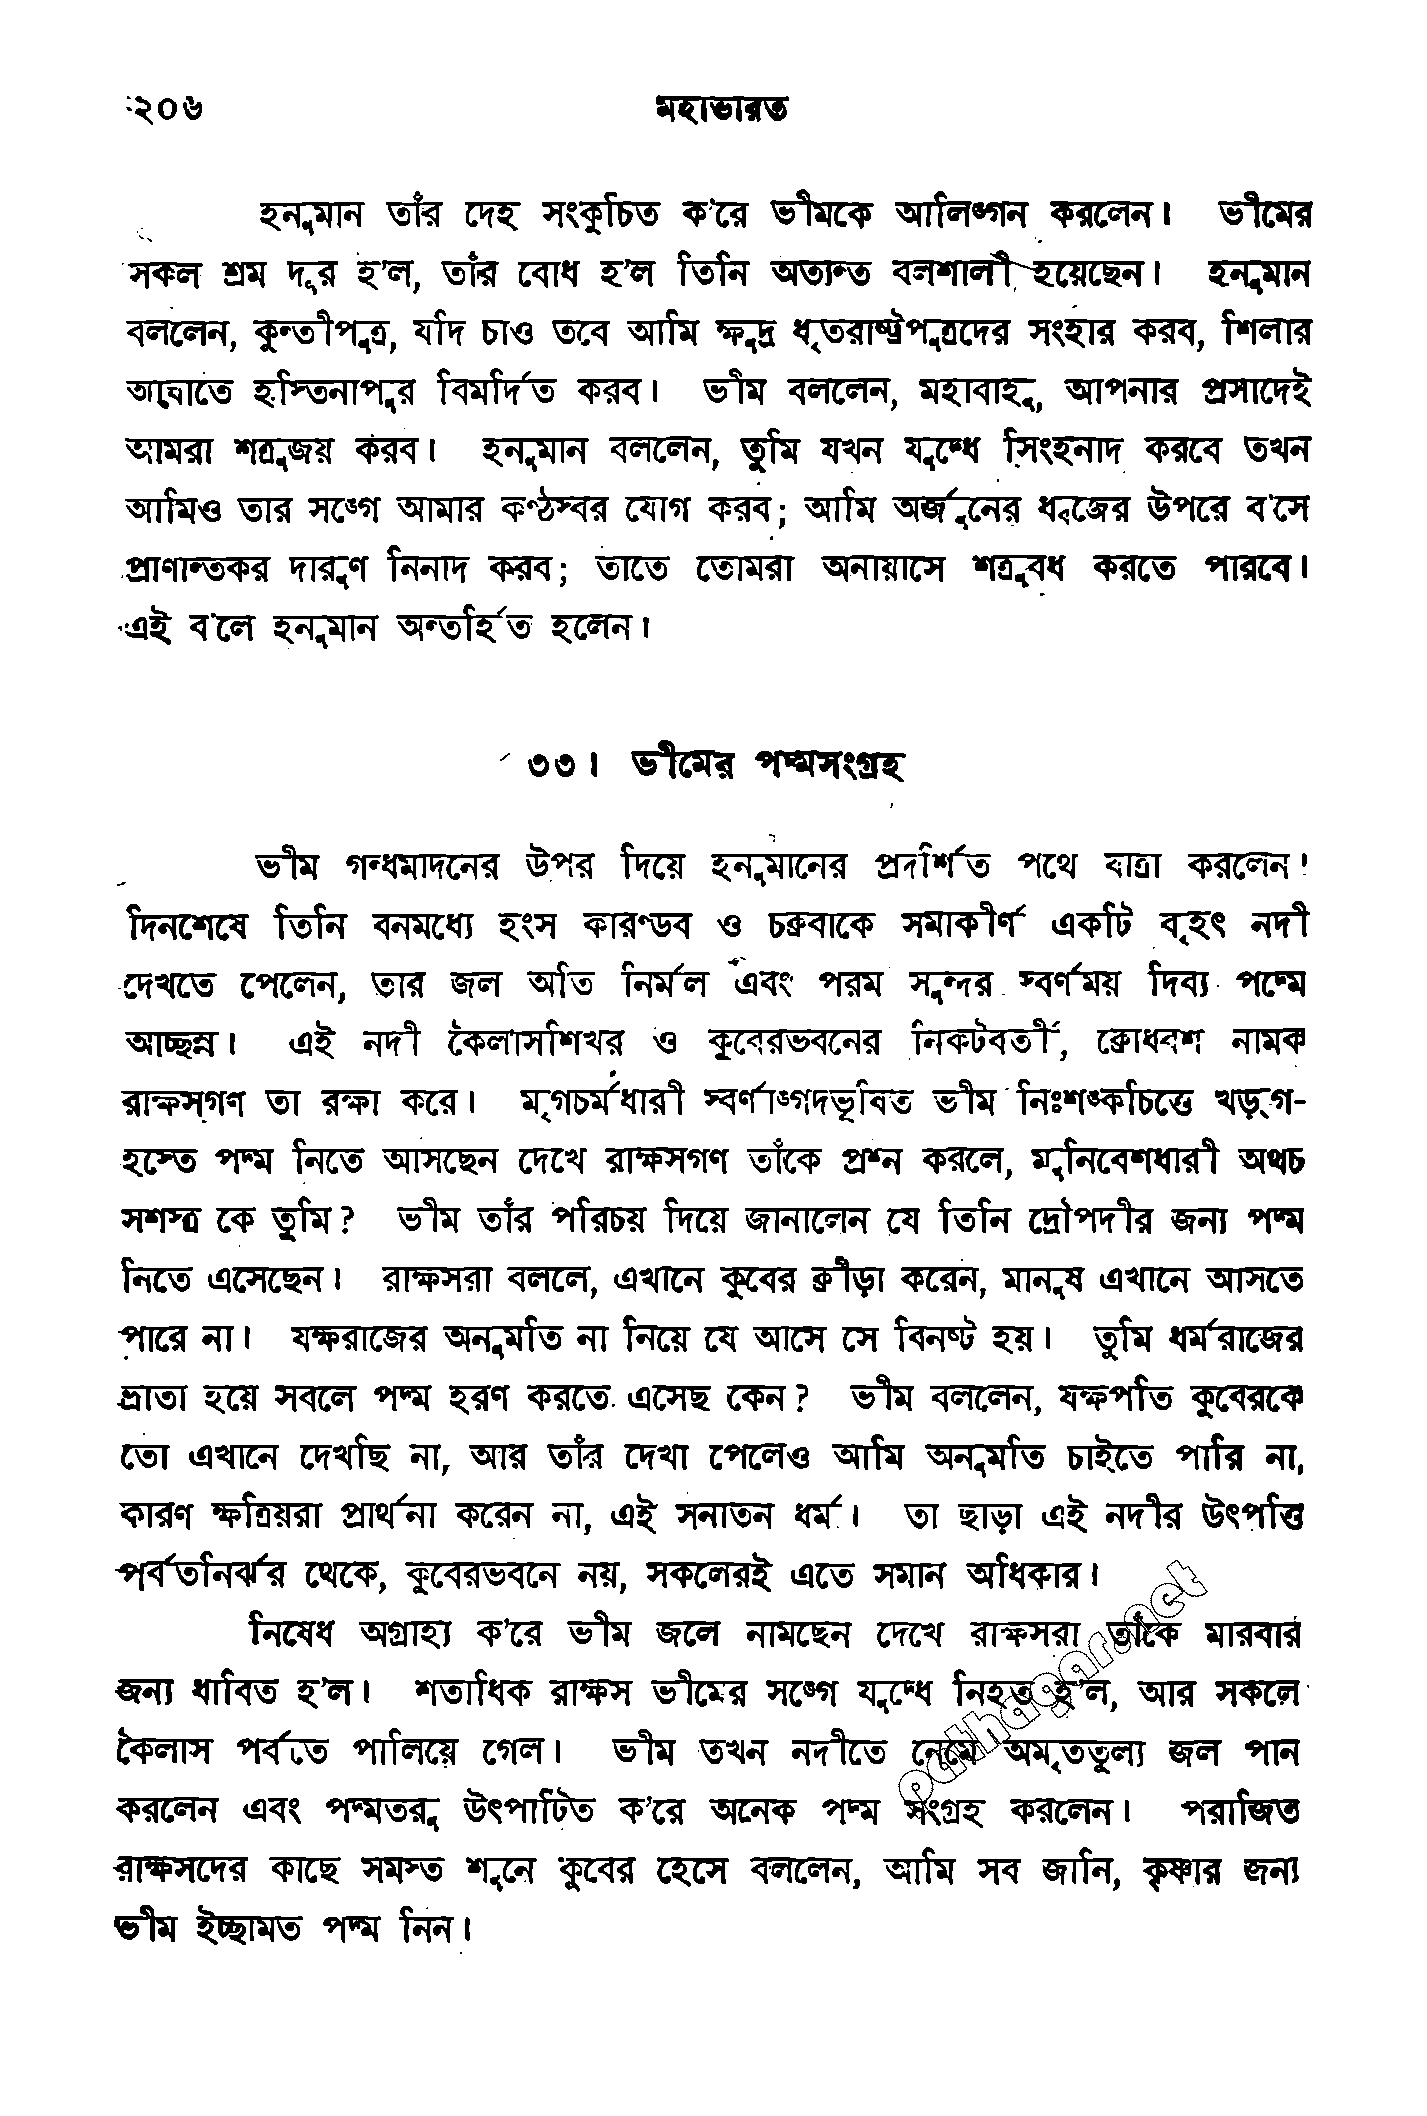 ২০৬
মহাভারত
হনুমান তাঁর দেহ সংকুচিত ক'রে ভীমকে আলিঙ্গন করলেন। ভীমের
সকল শ্রম দূর হ'ল, তাঁর বোধ হ'ল তিনি অত্যন্ত বলশালী হয়েছেন। হনুমান
বললেন, কুন্তীপুত্র, যদি চাও তবে আমি ক্ষুদ্র ধৃতরাষ্ট্রপুত্রদের সংহার করব, শিলার
আঘাতে হস্তিনাপুর বিমর্দিত করব। ভীম বললেন, মহাবাহু, আপনার প্রসাদেই
আমরা শত্রুজয় করব। হনুমান বললেন, তুমি যখন যুদ্ধে সিংহনাদ করবে তখন
আমিও তার সঙ্গে আমার কণ্ঠস্বর যোগ করব; আমি অর্জুনের ধ্বজের উপরে ব'সে
প্রাণান্তকর দারুণ নিনাদ করব; তাতে তোমরা অনায়াসে শত্রুবধ করতে পারবে।
এই ব'লে হনুমান অন্তর্হিত হলেন।
৩৩। ভীমের পদ্মসংগ্রহ
ভীম গন্ধমাদনের উপর দিয়ে হনুমানের প্রদর্শিত পথে যাত্রা করলেন।
দিনশেষে তিনি বনমধ্যে হংস কারণ্ডব ও চক্রবাকে সমাকীর্ণ একটি বৃহৎ নদী
দেখতে পেলেন, তার জল অতি নির্মল এবং পরম সুন্দর স্বর্ণময় দিব্য পদ্মে
আচ্ছন্ন। এই নদী কৈলাসশিখর ও কুবেরভবনের নিকটবর্তী, ক্রোধবশ নামক
রাক্ষসগণ তা রক্ষা করে। মৃগচর্মধারী স্বর্ণাঙ্গদভূষিত ভীম নিঃশঙ্কচিত্তে খড়্‌গ-
হস্তে পদ্ম নিতে আসছেন দেখে রাক্ষসগণ তাঁকে প্রশ্ন করলে, মুনিবেশধারী অথচ
সশস্ত্র কে তুমি? ভীম তাঁর পরিচয় দিয়ে জানালেন যে তিনি দ্রৌপদীর জন্য পদ্ম
নিতে এসেছেন। রাক্ষসরা বললে, এখানে কুবের ক্রীড়া করেন, মানুষ এখানে আসতে
পারে না। যক্ষরাজের অনুমতি না নিয়ে যে আসে সে বিনষ্ট হয়। তুমি ধর্মরাজের
ভ্রাতা হয়ে সবলে পদ্ম হরণ করতে এসেছ কেন? ভীম বললেন, যক্ষপতি কুবেরকে
তো এখানে দেখছি না, আর তাঁর দেখা পেলেও আমি অনুমতি চাইতে পারি না,
কারণ ক্ষত্রিয়রা প্রার্থনা করেন না, এই সনাতন ধর্ম। তা ছাড়া এই নদীর উৎপত্তি
পর্বতনির্ঝর থেকে, কুবেরভবনে নয়, সকলেরই এতে সমান অধিকার।
নিষেধ অগ্রাহ্য ক'রে ভীম জলে নামছেন দেখে রাক্ষসরা তাঁকে মারবার
জন্য ধাবিত হ'ল। শতাধিক রাক্ষস ভীমের সঙ্গে যুদ্ধে নিহত হ'ল, আর সকলে
কৈলাস পর্বতে পালিয়ে গেল। ভীম তখন নদীতে নেমে অমৃততুল্য জল পান
করলেন এবং পদ্মতরু উৎপাটিত ক'রে অনেক পদ্ম সংগ্রহ করলেন। পরাজিত
রাক্ষসদের কাছে সমস্ত শুনে কুবের হেসে বললেন, আমি সব জানি, কৃষ্ণার জন্য
ভীম ইচ্ছামত পদ্ম নিন।
pathagar.net